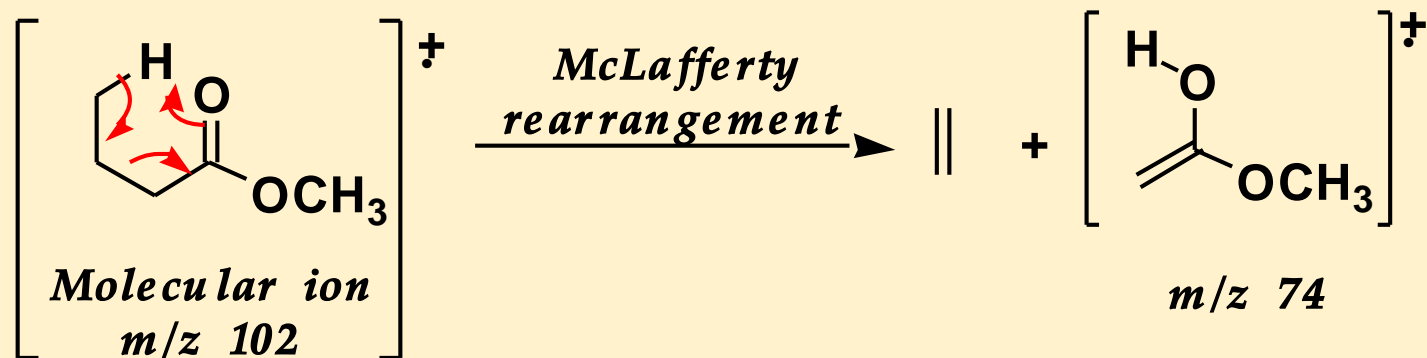 H
O
OCH3
Molecular ion
m/z 102
McLafferty
rearrangement
+
H
O
OCH3
m/z 74